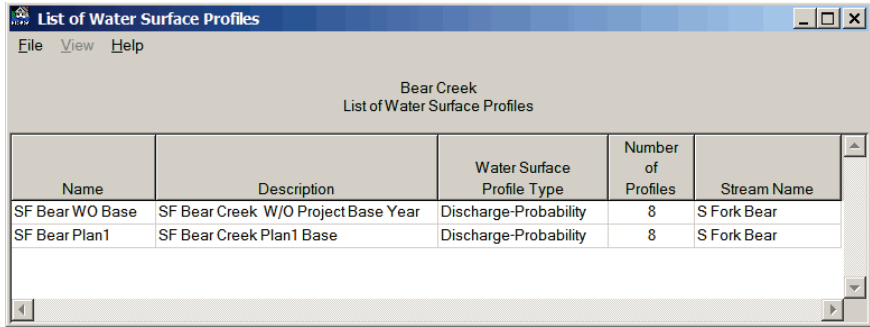 List of Water Surface Profiles
File View Help
Bear Creek
List of Water Surface Profiles
Name Description Water Surface Profile Type Number of Profiles Stream Name
SF Bear WO Base SF Bear Creek W/O Project Base Year Discharge-Probability 8 S Fork Bear
SF Bear Plan1 SF Bear Creek Plan1 Base Discharge-Probability 8 S Fork Bear